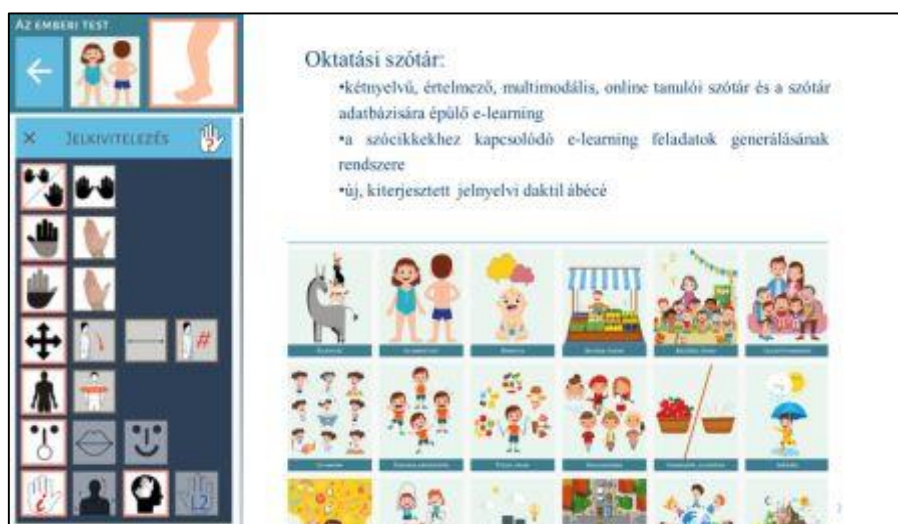 AZ EMBERI TEST
JELKIVITELEZÉS
#
L2
Oktatási szótár:
•kétnyelvű, értelmező, multimodális, online tanulói szótár és a szótár
adatbázisára épülő e-learning
•a szócikkekhez kapcsolódó e-learning feladatok generálásának
rendszere
•új, kiterjesztett jelnyelvi daktil ábécé